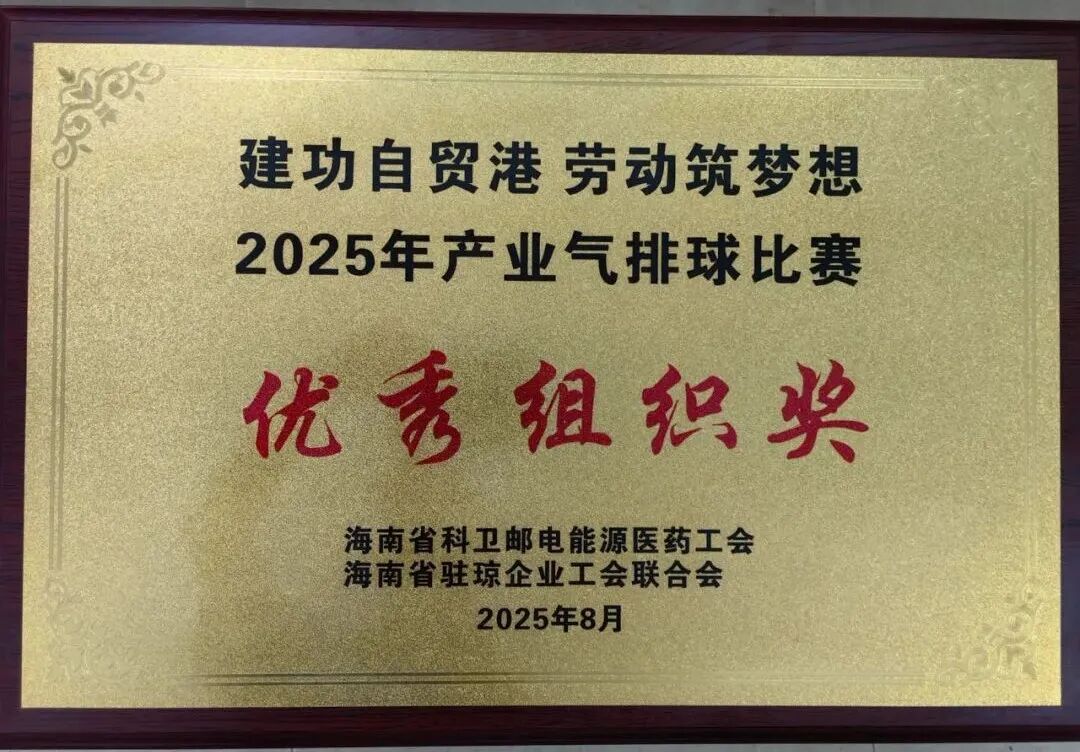 建功自贸港 劳动筑梦想
2025年产业气排球比赛
优秀组织奖
海南省科卫邮电能源医药工会
海南省驻琼企业工会联合会
2025年8月